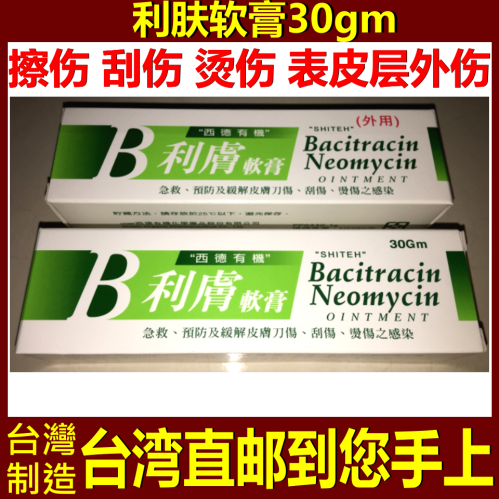 利肤软膏30gm
擦伤 刮伤 烫伤 表皮层外伤
"西德有機"
B 利膚軟膏
"SHITEH" (外用)
Bacitracin
Neomycin
OINTMENT
急救、預防及緩解皮膚刀傷、刮傷、燙傷之感染
"西德有機"
B 利膚軟膏
30Gm
"SHITEH"
Bacitracin
Neomycin
OINTMENT
急救、預防及緩解皮膚刀傷、刮傷、燙傷之感染
台灣製造
台湾直邮到您手上